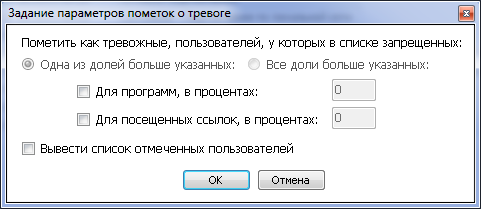 Задание параметров пометок о тревоге
Пометить как тревожные, пользователей, у которых в списке запрещенных:
Одна из долей больше указанных: Все доли больше указанных:
Для программ, в процентах: 0
Для посещенных ссылок, в процентах: 0
Вывести список отмеченных пользователей
OK Отмена